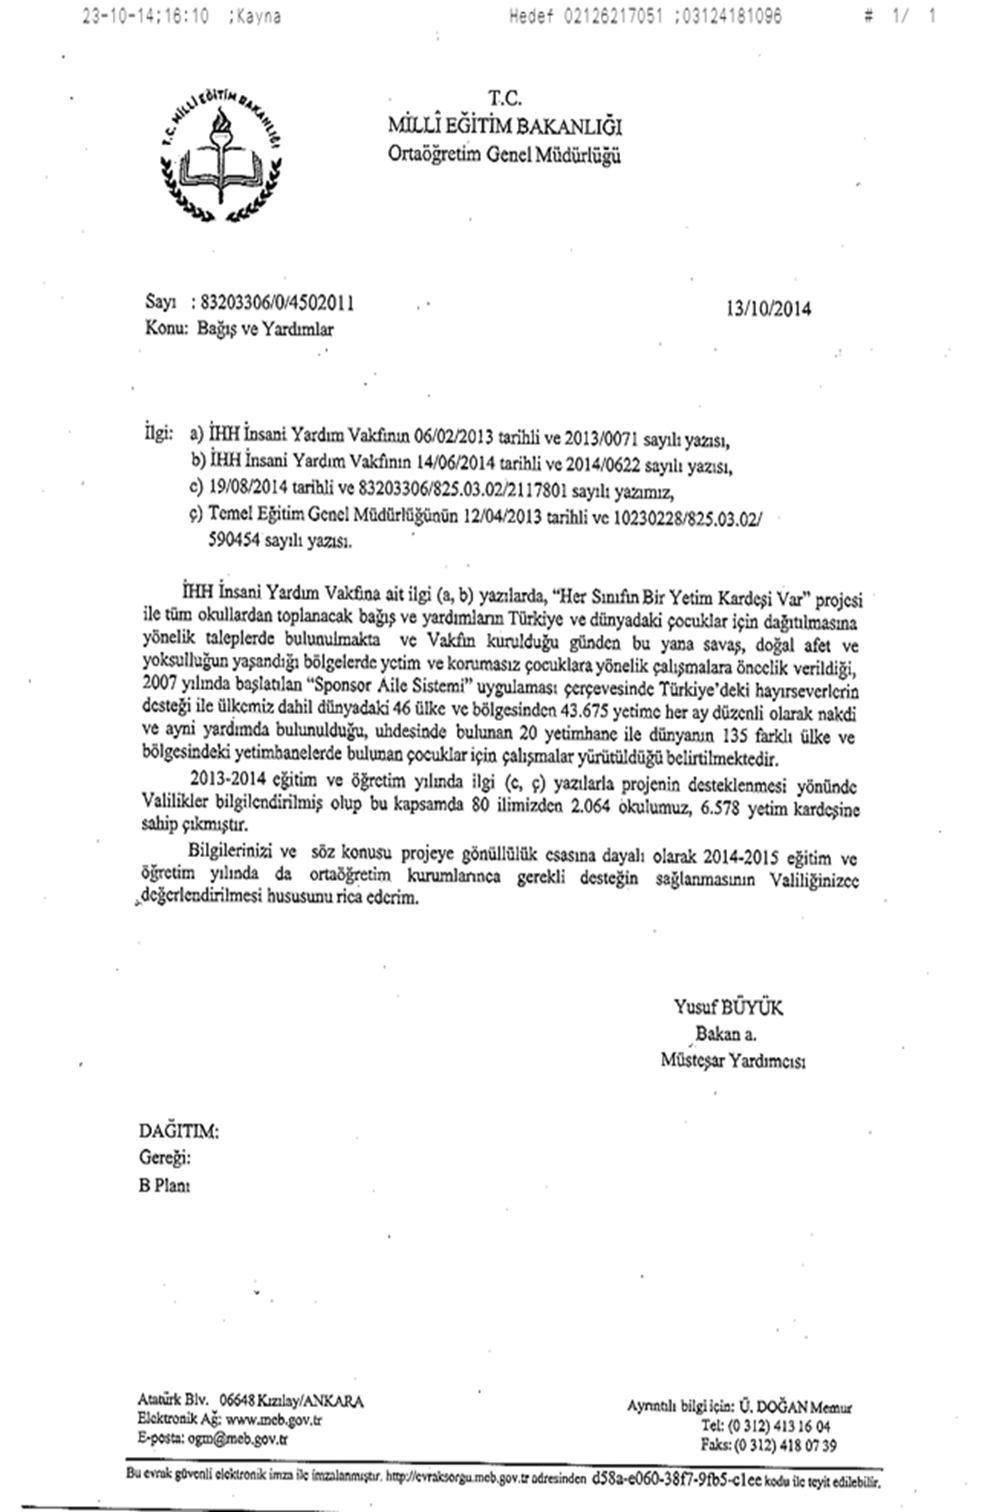 23-10-14;16:10 ;Kayna Hedef 02126217051 ;03124181096 # 1/ 1
T.C. MİLLİ EĞİTİM BAKANLIĞI
T.C.
MİLLÎ EĞİTİM BAKANLIĞI
Ortaöğretim Genel Müdürlüğü
Sayı : 83203306/0/4502011 13/10/2014
Konu: Bağış ve Yardımlar
İlgi: a) İHH İnsani Yardım Vakfının 06/02/2013 tarihli ve 2013/0071 sayılı yazısı,
b) İHH İnsani Yardım Vakfının 14/06/2014 tarihli ve 2014/0622 sayılı yazısı,
c) 19/08/2014 tarihli ve 83203306/825.03.02/2117801 sayılı yazımız,
ç) Temel Eğitim Genel Müdürlüğünün 12/04/2013 tarihli ve 10230228/825.03.02/
590454 sayılı yazısı.
İHH İnsani Yardım Vakfına ait ilgi (a, b) yazılarda, “Her Sınıfın Bir Yetim Kardeşi Var” projesi
ile tüm okullardan toplanacak bağış ve yardımların Türkiye ve dünyadaki çocuklar için dağıtılmasına
yönelik taleplerde bulunulmakta ve Vakfın kurulduğu günden bu yana savaş, doğal afet ve
yoksulluğun yaşandığı bölgelerde yetim ve korumasız çocuklara yönelik çalışmalara öncelik verildiği,
2007 yılında başlatılan “Sponsor Aile Sistemi” uygulaması çerçevesinde Türkiye’deki hayırseverlerin
desteği ile ülkemiz dahil dünyadaki 46 ülke ve bölgesinden 43.675 yetime her ay düzenli olarak nakdi
ve ayni yardımda bulunulduğu, uhdesinde bulunan 20 yetimhane ile dünyanın 135 farklı ülke ve
bölgesindeki yetimhanelerde bulunan çocuklar için çalışmalar yürütüldüğü belirtilmektedir.
2013-2014 eğitim ve öğretim yılında ilgi (c, ç) yazılarla projenin desteklenmesi yönünde
Valilikler bilgilendirilmiş olup bu kapsamda 80 ilimizden 2.064 okulumuz, 6.578 yetim kardeşine
sahip çıkmıştır.
Bilgilerinizi ve söz konusu projeye gönüllülük esasına dayalı olarak 2014-2015 eğitim ve
öğretim yılında da ortaöğretim kurumlarınca gerekli desteğin sağlanmasının Valiliğinizce
değerlendirilmesi hususunu rica ederim.
Yusuf BÜYÜK
Bakan a.
Müsteşar Yardımcısı
DAĞITIM:
Gereği:
B Planı
Atatürk Blv. 06648 Kızılay/ANKARA
Elektronik Ağ: www.meb.gov.tr
E-posta: ogm@meb.gov.tr
Ayrıntılı bilgi için: Ü. DOĞAN Memur
Tel: (0 312) 413 16 04
Faks: (0 312) 418 07 39
Bu evrak güvenli elektronik imza ile imzalanmıştır. http://evraksorgu.meb.gov.tr adresinden d58a-e060-38f7-9fb5-c1ee kodu ile teyit edilebilir.